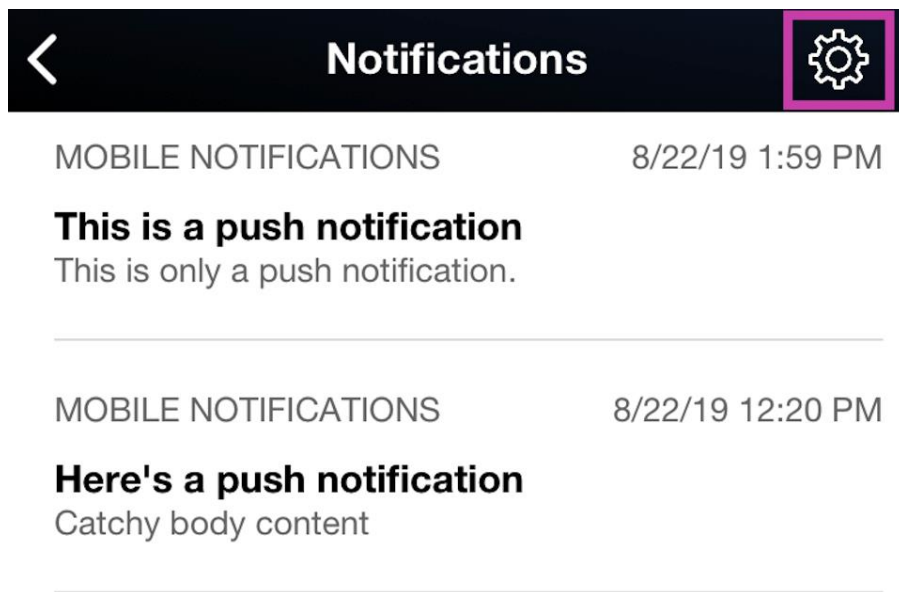 Notifications
MOBILE NOTIFICATIONS 8/22/19 1:59 PM
This is a push notification
This is only a push notification.
MOBILE NOTIFICATIONS 8/22/19 12:20 PM
Here's a push notification
Catchy body content